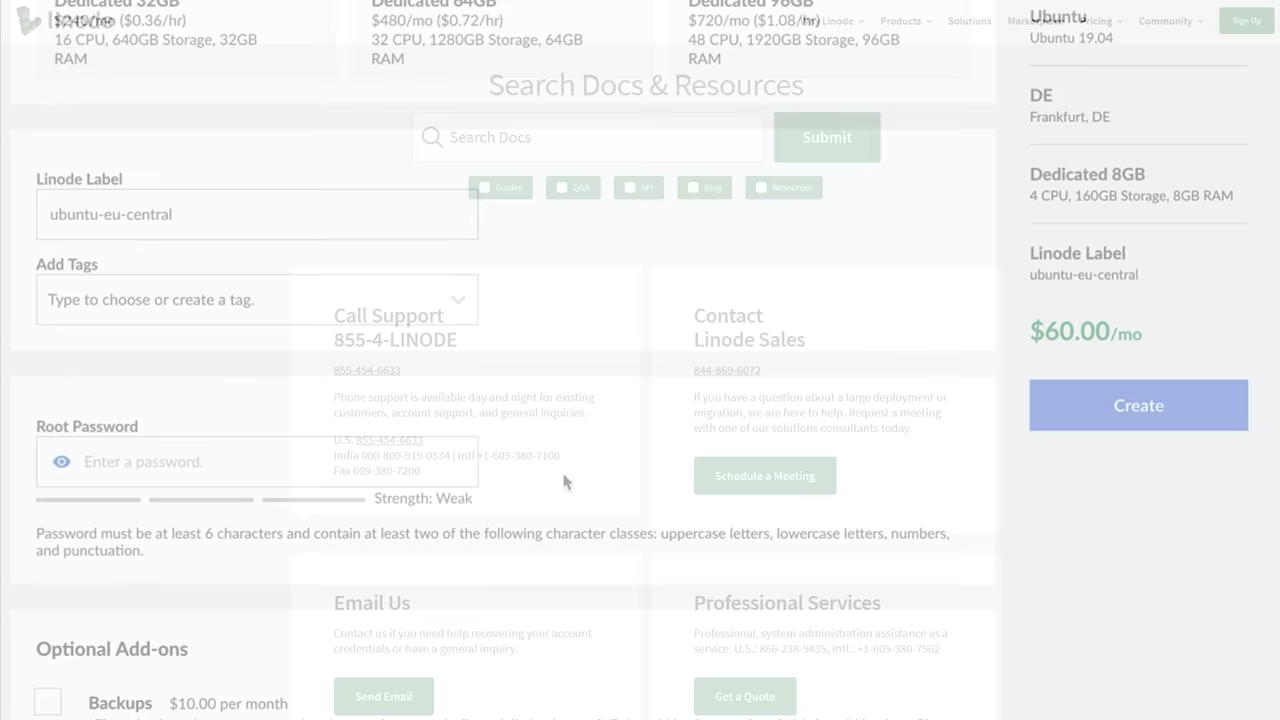 Dedicated 32GB
$240/mo ($0.36/hr)
16 CPU, 640GB Storage, 32GB
RAM
Dedicated 64GB
$480/mo ($0.72/hr)
32 CPU, 1280GB Storage, 64GB
RAM
Dedicated 96GB
$720/mo ($1.08/hr)
48 CPU, 1920GB Storage, 96GB
RAM
Linode
Products
Solutions
Pricing
Community
Sign Up
Ubuntu
Ubuntu 19.04
DE
Frankfurt, DE
Dedicated 8GB
4 CPU, 160GB Storage, 8GB RAM
Linode Label
ubuntu-eu-central
$60.00/mo
Create
Search Docs & Resources
Search Docs
Submit
Guides
Q&A
API
Blog
Resources
Linode Label
ubuntu-eu-central
Add Tags
Type to choose or create a tag.
Call Support
855-4-LINODE
855-454-6633
Phone support is available day and night for existing
customers, account support, and general inquiries.
U.S. 855-454-6633
India 000-800-919-0534 | Intl +1-609-380-7100
Fax 609-380-7200
Contact
Linode Sales
844-869-6072
If you have a question about a large deployment or
migration, we are here to help. Request a meeting
with one of our solutions consultants today.
Schedule a Meeting
Root Password
Enter a password.
Strength: Weak
Password must be at least 6 characters and contain at least two of the following character classes: uppercase letters, lowercase letters, numbers,
and punctuation.
Email Us
Contact us if you need help recovering your account
credentials or have a general inquiry.
Send Email
Professional Services
Professional, system administration assistance as a
service. U.S.: 866-238-9435, Intl.: +1-609-380-7562
Get a Quote
Optional Add-ons
Backups $10.00 per month